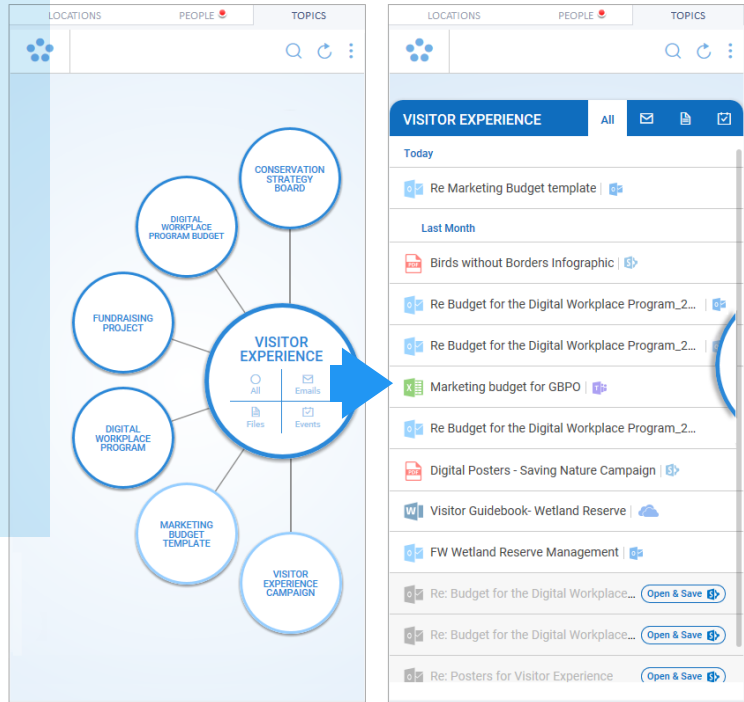 LOCATIONS
PEOPLE
TOPICS
CONSERVATION
STRATEGY
BOARD
DIGITAL
WORKPLACE
PROGRAM BUDGET
FUNDRAISING
PROJECT
VISITOR
EXPERIENCE
All
Emails
Files
Events
DIGITAL
WORKPLACE
PROGRAM
MARKETING
BUDGET
TEMPLATE
VISITOR
EXPERIENCE
CAMPAIGN
LOCATIONS
PEOPLE
TOPICS
VISITOR EXPERIENCE
All
Today
Re Marketing Budget template
Last Month
PDF
Birds without Borders Infographic
Re Budget for the Digital Workplace Program_2...
Re Budget for the Digital Workplace Program_2...
Marketing budget for GBPO
Re Budget for the Digital Workplace Program_2...
PDF
Digital Posters - Saving Nature Campaign
Visitor Guidebook- Wetland Reserve
FW Wetland Reserve Management
Re: Budget for the Digital Workplace... Open & Save
Re: Budget for the Digital Workplace... Open & Save
Re: Posters for Visitor Experience Open & Save